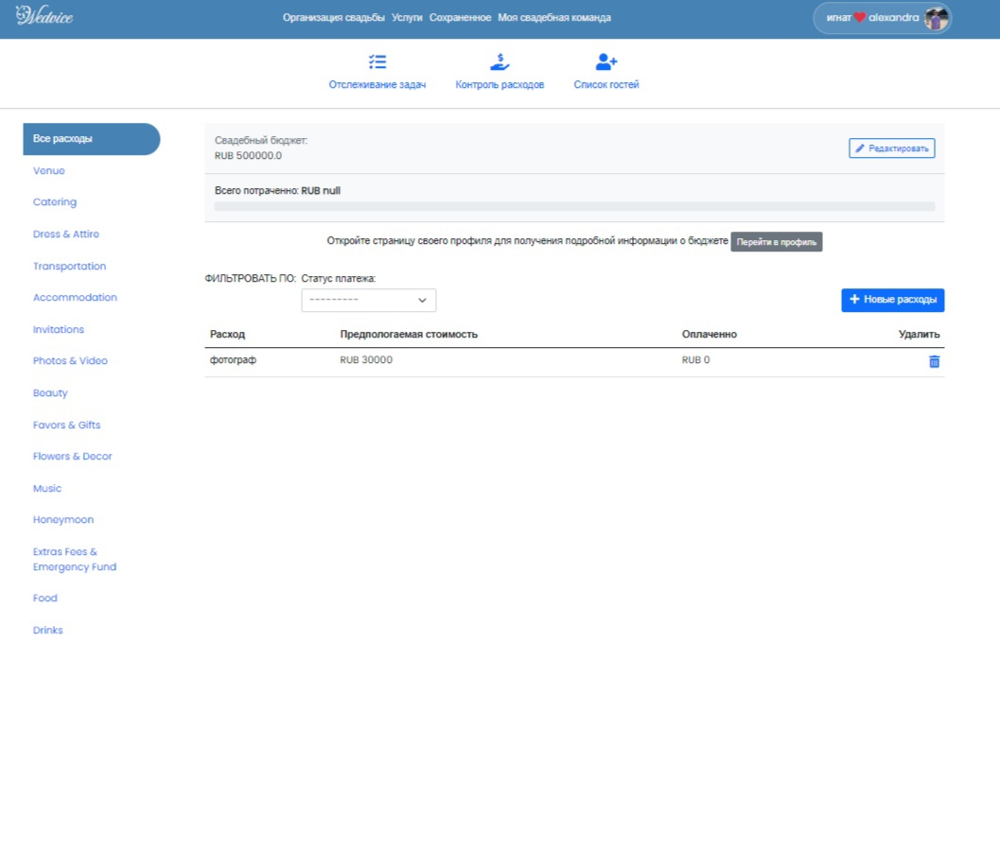 Wedvice
Организация свадьбы Услуги Сохраненное Моя свадебная команда
игнат alexandra
Отслеживание задач Контроль расходов Список гостей
Все расходы
Venue
Catering
Dress & Attire
Transportation
Accommodation
Invitations
Photos & Video
Beauty
Favors & Gifts
Flowers & Decor
Music
Honeymoon
Extras Fees &
Emergency Fund
Food
Drinks
Свадебный бюджет:
RUB 500000.0
Редактировать
Всего потраченно: RUB null
Откройте страницу своего профиля для получения подробной информации о бюджете Перейти в профиль
ФИЛЬТРОВАТЬ ПО: Статус платежа:
---------
Новые расходы
Расход Предпологаемая стоимость Оплаченно Удалить
фотограф RUB 30000 RUB 0